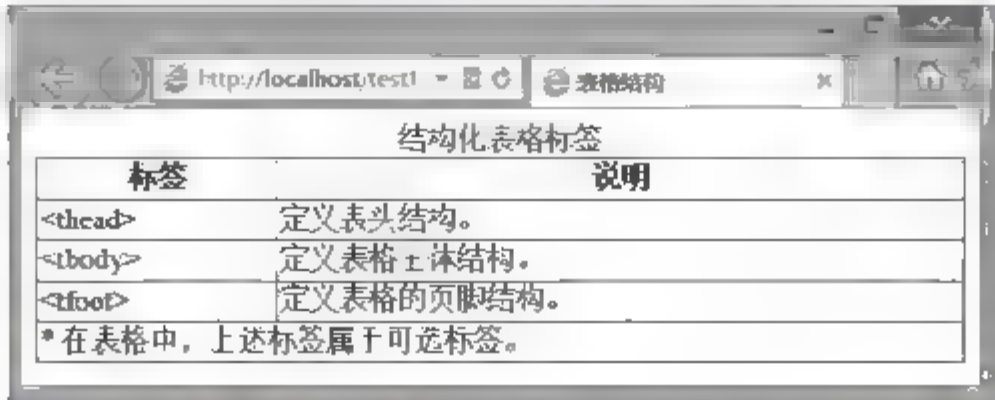 http://localhost/test1
表格结构
结构化表格标签
标签 说明
<thead> 定义表头结构。
<tbody> 定义表格主体结构。
<tfoot> 定义表格的页脚结构。
* 在表格中，上述标签属于可选标签。